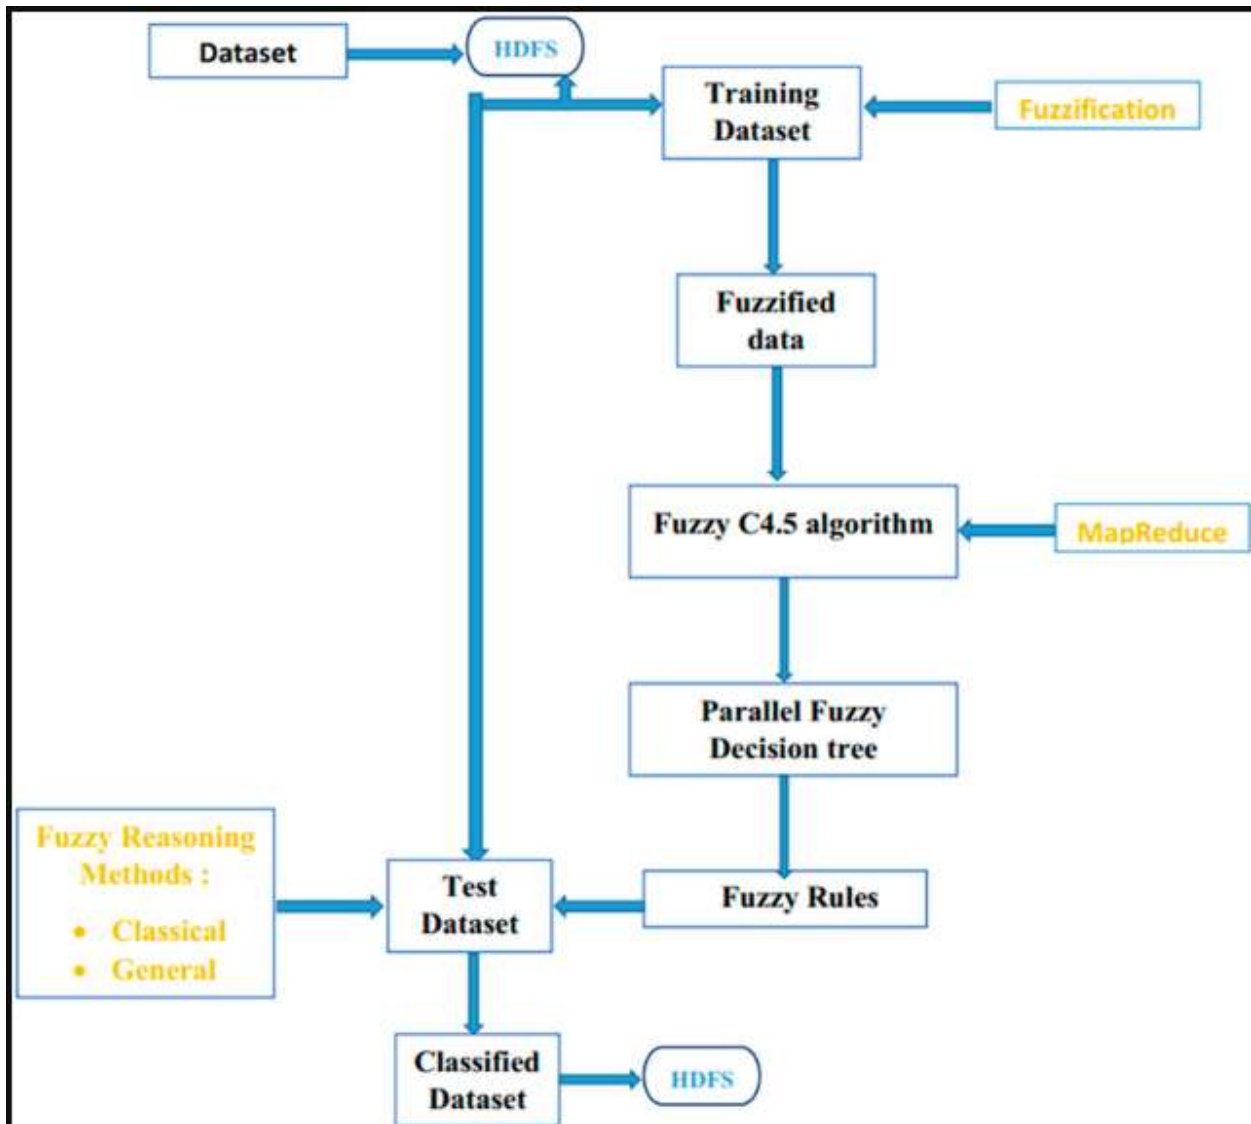 Dataset
HDFS
Training
Dataset
Fuzzification
Fuzzified
data
Fuzzy C4.5 algorithm
MapReduce
Parallel Fuzzy
Decision tree
Fuzzy Reasoning
Methods :
• Classical
• General
Test
Dataset
Fuzzy Rules
Classified
Dataset
HDFS